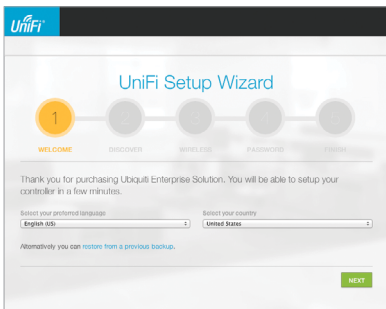 UniFi
UniFi Setup Wizard
1
WELCOME
DISCOVER
WIRELESS
PASSWORD
FINISH
Thank you for purchasing Ubiquiti Enterprise Solution. You will be able to setup your
controller in a few minutes.
Select your preferred language
Select your country
English (US)
United States
Alternatively you can restore from a previous backup.
NEXT